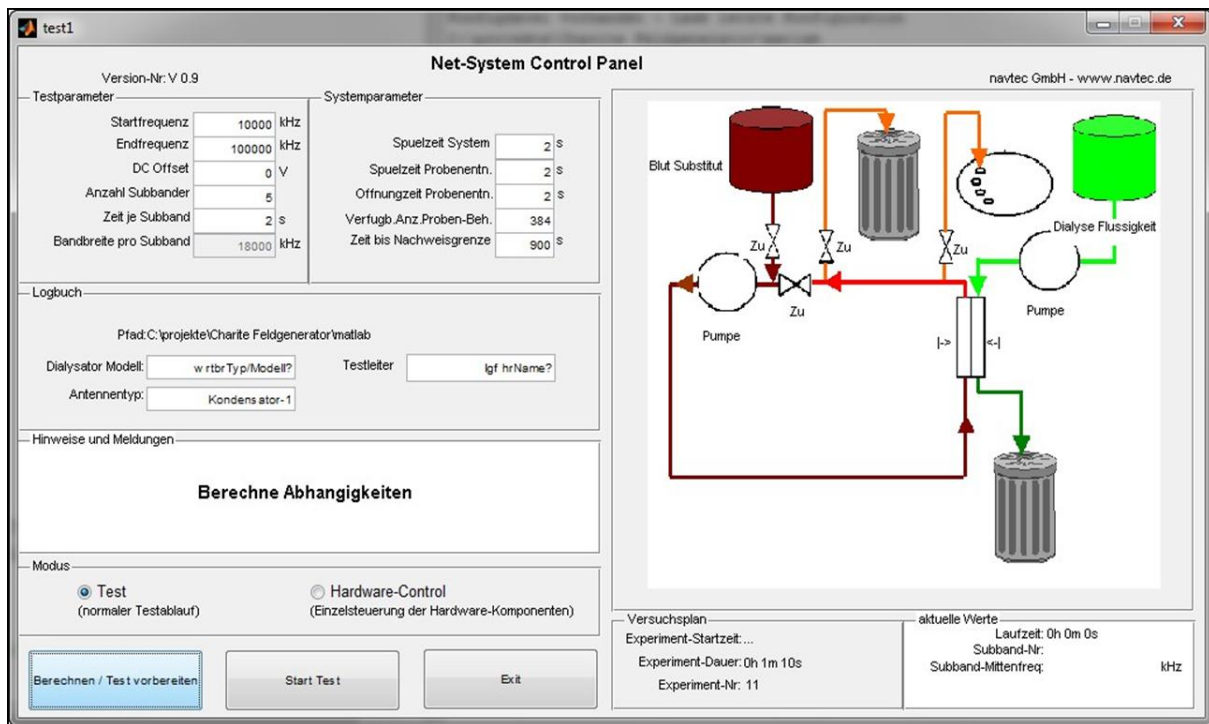 test1
Net-System Control Panel
Version-Nr: V 0.9
navtec GmbH - www.navtec.de
Testparameter
Startfrequenz 10000 kHz
Endfrequenz 100000 kHz
DC Offset 0 V
Anzahl Subbander 5
Zeit je Subband 2 s
Bandbreite pro Subband 18000 kHz
Systemparameter
Spuelzeit System 2 s
Spuelzeit Probenentn. 2 s
Offnungzeit Probenentn. 2 s
Verfugb.Anz.Proben-Beh. 384
Zeit bis Nachweisgrenze 900 s
Logbuch
Pfad:C:\projekte\Charite Feldgenerator\matlab
Dialysator Modell: w rtbrTyp/Modell?
Testleiter lgf hrName?
Antennentyp: Kondensator-1
Hinweise und Meldungen
Berechne Abhangigkeiten
Modus
Test
(normaler Testablauf)
Hardware-Control
(Einzelsteuerung der Hardware-Komponenten)
Berechnen / Test vorbereiten
Start Test
Exit
Blut Substitut
Dialyse Flussigkeit
Zu
Zu
Zu
Zu
Pumpe
Pumpe
|->
<-|
Versuchsplan
Experiment-Startzeit:...
Experiment-Dauer: 0h 1m 10s
Experiment-Nr: 11
aktuelle Werte
Laufzeit: 0h 0m 0s
Subband-Nr:
Subband-Mittenfreq: kHz